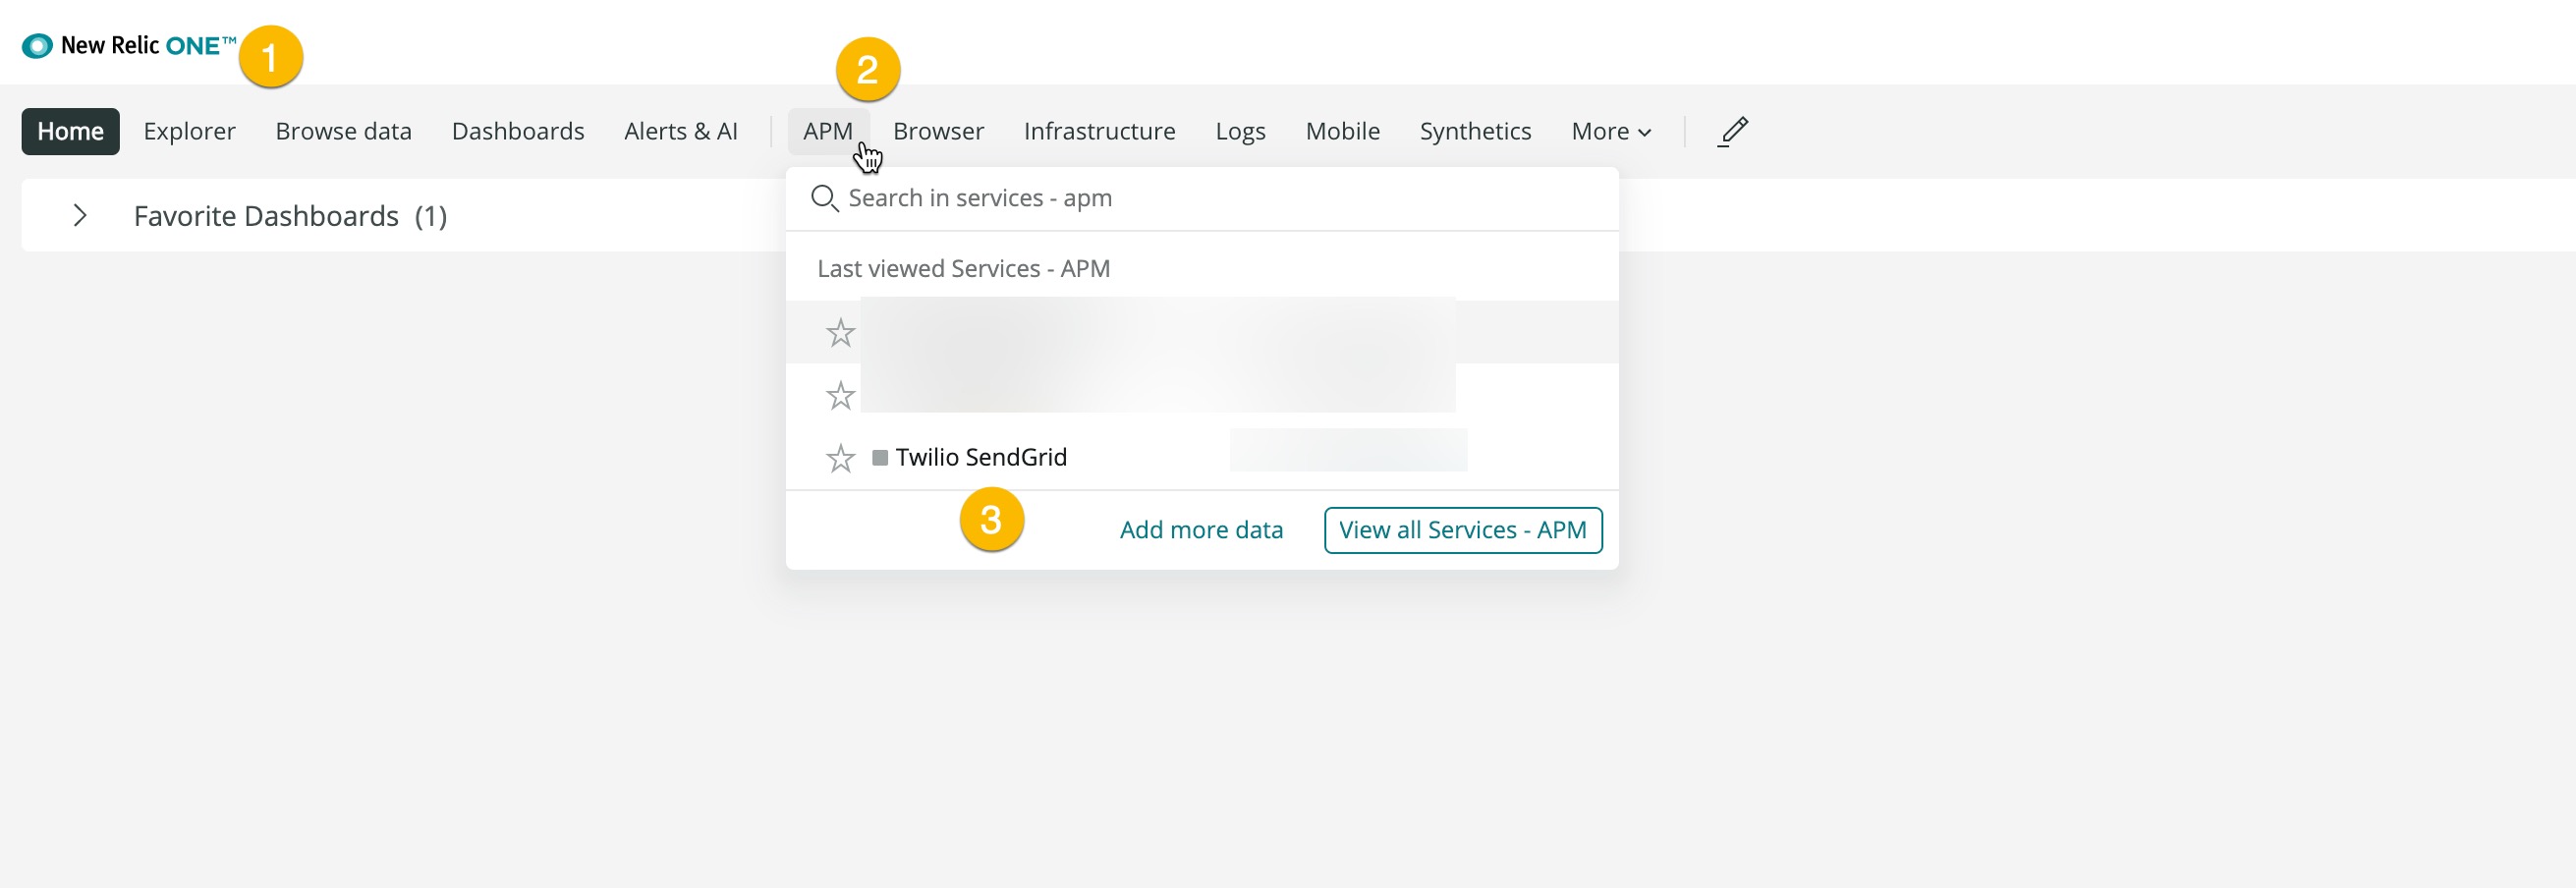 New Relic ONE™ 1
2
Home Explorer Browse data Dashboards Alerts & AI APM Browser Infrastructure Logs Mobile Synthetics More
Search in services - apm
Favorite Dashboards (1)
Last viewed Services - APM
Twilio SendGrid
3
Add more data View all Services - APM